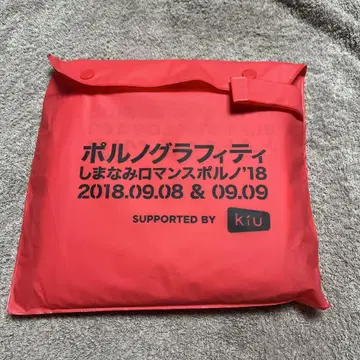 ポルノグラフィティ
しまなみロマンスポルノ'18
2018.09.08 & 09.09
SUPPORTED BY kiu